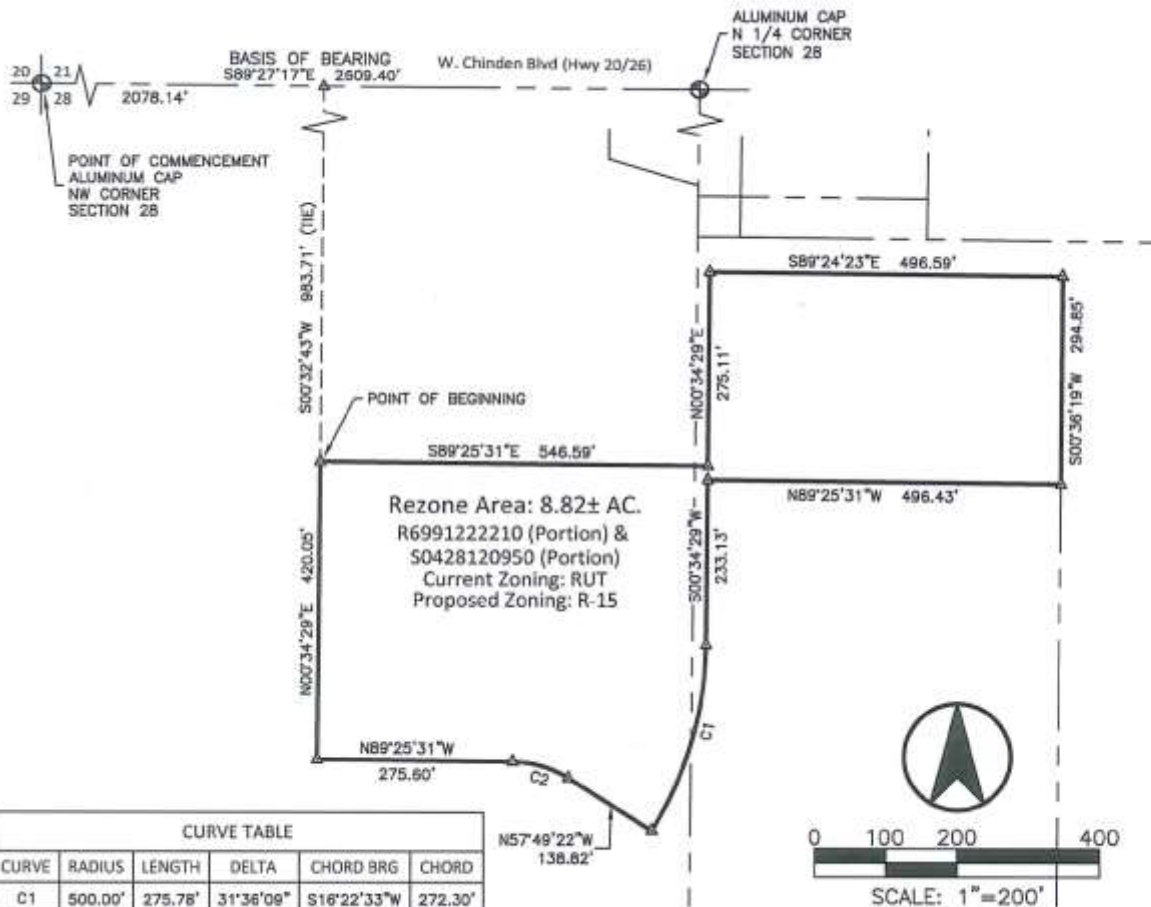 ALUMINUM CAP
N 1/4 CORNER
SECTION 28
20 21
29 28
BASIS OF BEARING
S89°27'17"E 2609.40'
W. Chinden Blvd (Hwy 20/26)
2078.14'
POINT OF COMMENCEMENT
ALUMINUM CAP
NW CORNER
SECTION 28
S00°32'43"W 983.71' (TIE)
S89°24'23"E 496.59'
N00°34'29"E
275.11'
S00°36'19"W 294.85'
POINT OF BEGINNING
S89°25'31"E 546.59'
N89°25'31"W 496.43'
Rezone Area: 8.82± AC.
R6991222210 (Portion) &
S0428120950 (Portion)
Current Zoning: RUT
Proposed Zoning: R-15
N00°34'29"E 420.05'
S00°34'29"W
233.13'
C1
N89°25'31"W
275.60'
C2
N57°49'22"W
138.82'
CURVE TABLE
CURVE RADIUS LENGTH DELTA CHORD BRG CHORD
C1 500.00' 275.78' 31°36'09" S16°22'33"W 272.30'
0 100 200 400
SCALE: 1"=200'